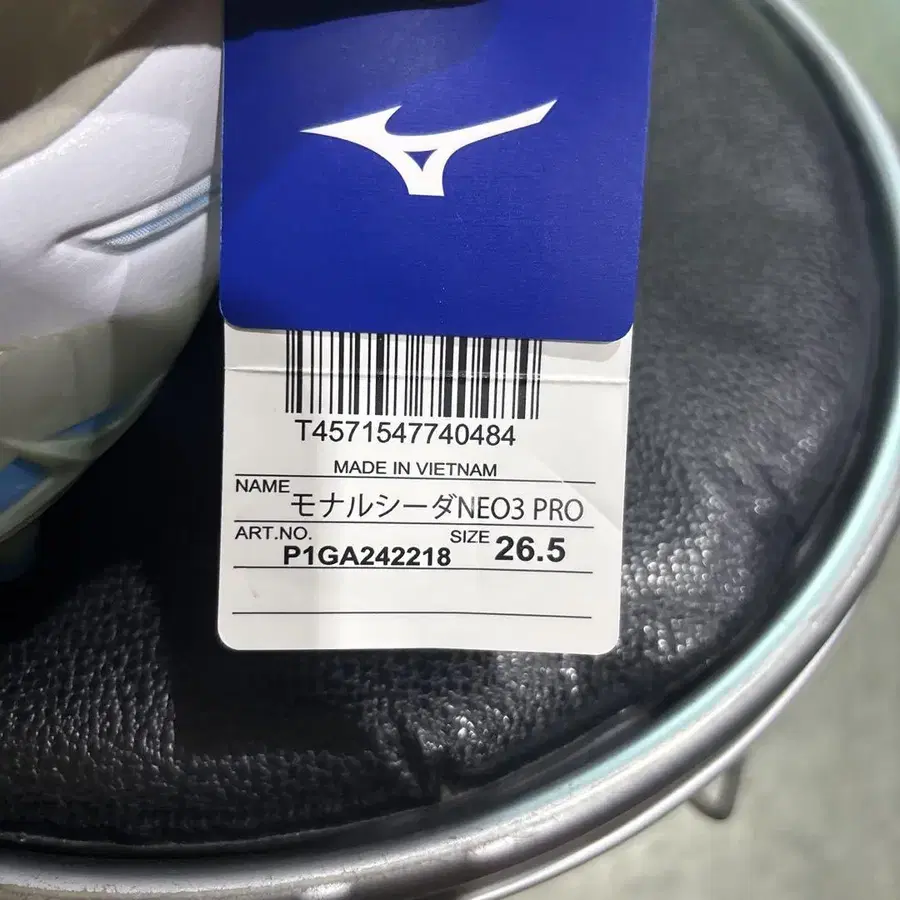 T4571547740484
MADE IN VIETNAM
NAME モナルシーダNEO3 PRO
ART.NO. P1GA242218 SIZE 26.5